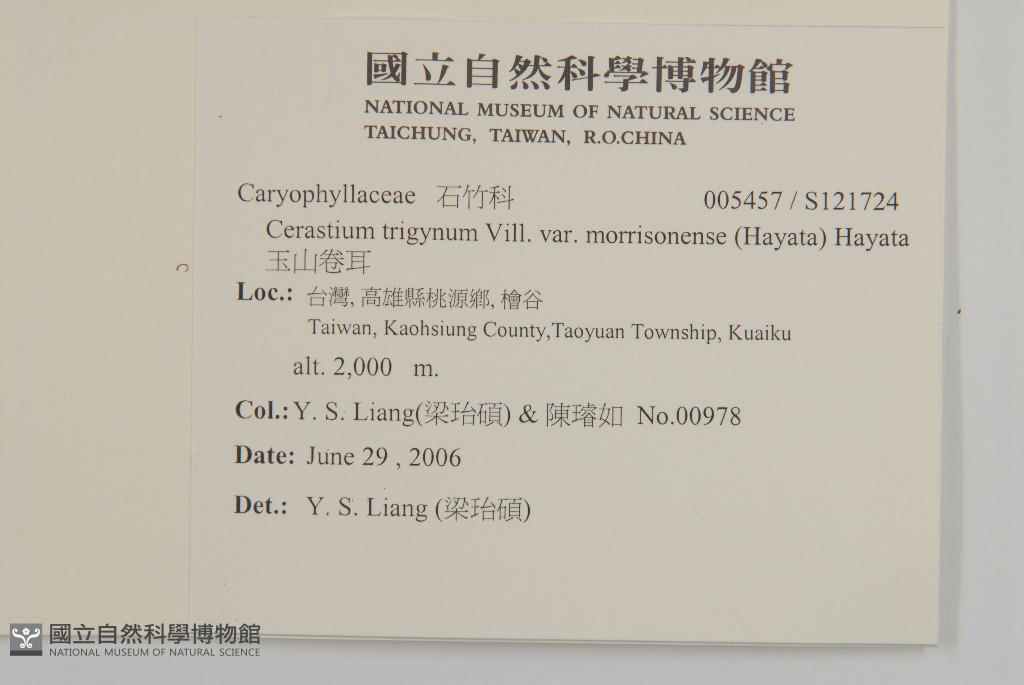 國立自然科學博物館
NATIONAL MUSEUM OF NATURAL SCIENCE
TAICHUNG, TAIWAN, R.O.CHINA
Caryophyllaceae 石竹科 005457 / S121724
Cerastium trigynum Vill. var. morrisonense (Hayata) Hayata
玉山卷耳
Loc.: 台灣, 高雄縣桃源鄉, 檜谷
Taiwan, Kaohsiung County,Taoyuan Township, Kuaiku
alt. 2,000 m.
Col.: Y. S. Liang(梁珆碩) & 陳璿如 No.00978
Date: June 29 , 2006
Det.: Y. S. Liang (梁珆碩)
國立自然科學博物館
NATIONAL MUSEUM OF NATURAL SCIENCE